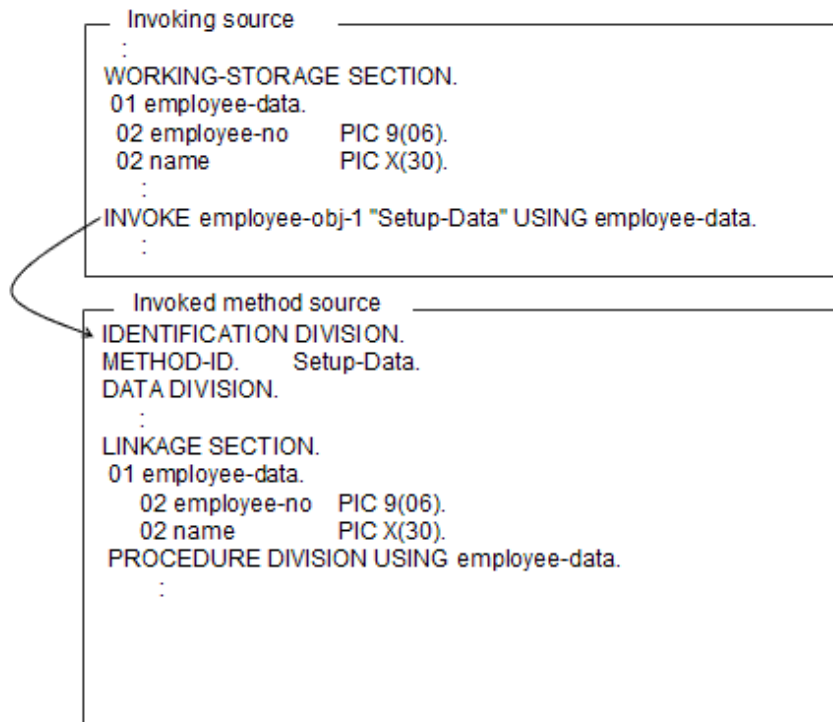 Invoking source
:
WORKING-STORAGE SECTION.
01 employee-data.
02 employee-no PIC 9(06).
02 name PIC X(30).
:
INVOKE employee-obj-1 "Setup-Data" USING employee-data.
:
Invoked method source
IDENTIFICATION DIVISION.
METHOD-ID. Setup-Data.
DATA DIVISION.
:
LINKAGE SECTION.
01 employee-data.
02 employee-no PIC 9(06).
02 name PIC X(30).
PROCEDURE DIVISION USING employee-data.
: